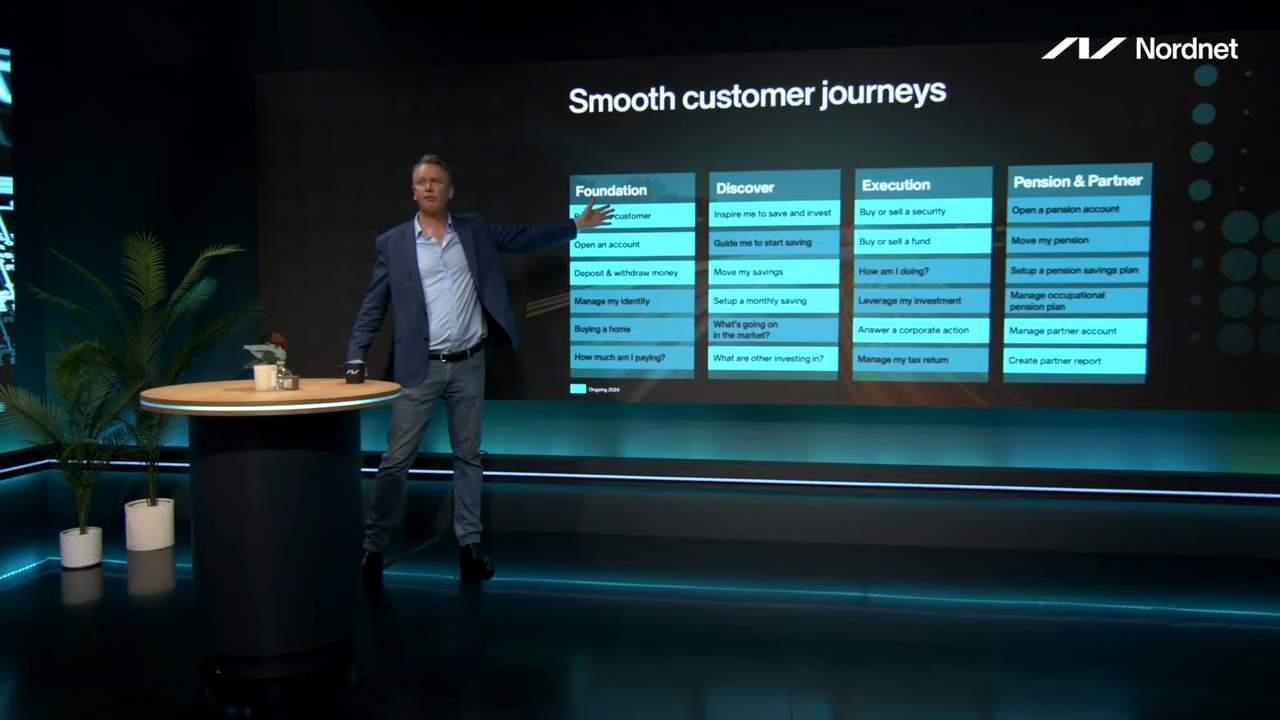 Nordnet
Smooth customer journeys
Foundation
customer
Open an account
Deposit & withdraw money
Manage my identity
Buying a home
How much am I paying?
Discover
Inspire me to save and invest
Guide me to start saving
Move my savings
Setup a monthly saving
What's going on
in the market?
What are other investing in?
Execution
Buy or sell a security
Buy or sell a fund
How am I doing?
Leverage my investment
Answer a corporate action
Manage my tax return
Pension & Partner
Open a pension account
Move my pension
Setup a pension savings plan
Manage occupational
pension plan
Manage partner account
Create partner report
Ongoing 2024